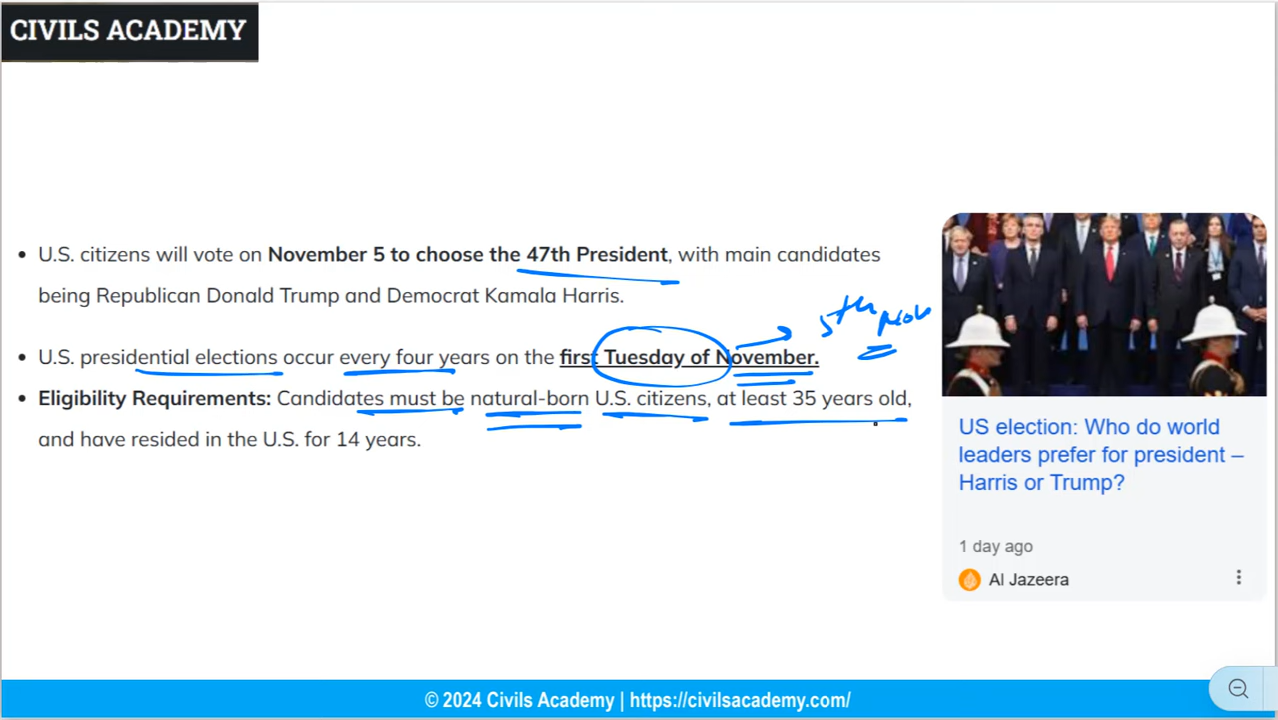 CIVILS ACADEMY
• U.S. citizens will vote on November 5 to choose the 47th President, with main candidates
being Republican Donald Trump and Democrat Kamala Harris.
5th Nov
• U.S. presidential elections occur every four years on the first Tuesday of November.
• Eligibility Requirements: Candidates must be natural-born U.S. citizens, at least 35 years old,
and have resided in the U.S. for 14 years.
US election: Who do world
leaders prefer for president –
Harris or Trump?
1 day ago
Al Jazeera
© 2024 Civils Academy | https://civilsacademy.com/